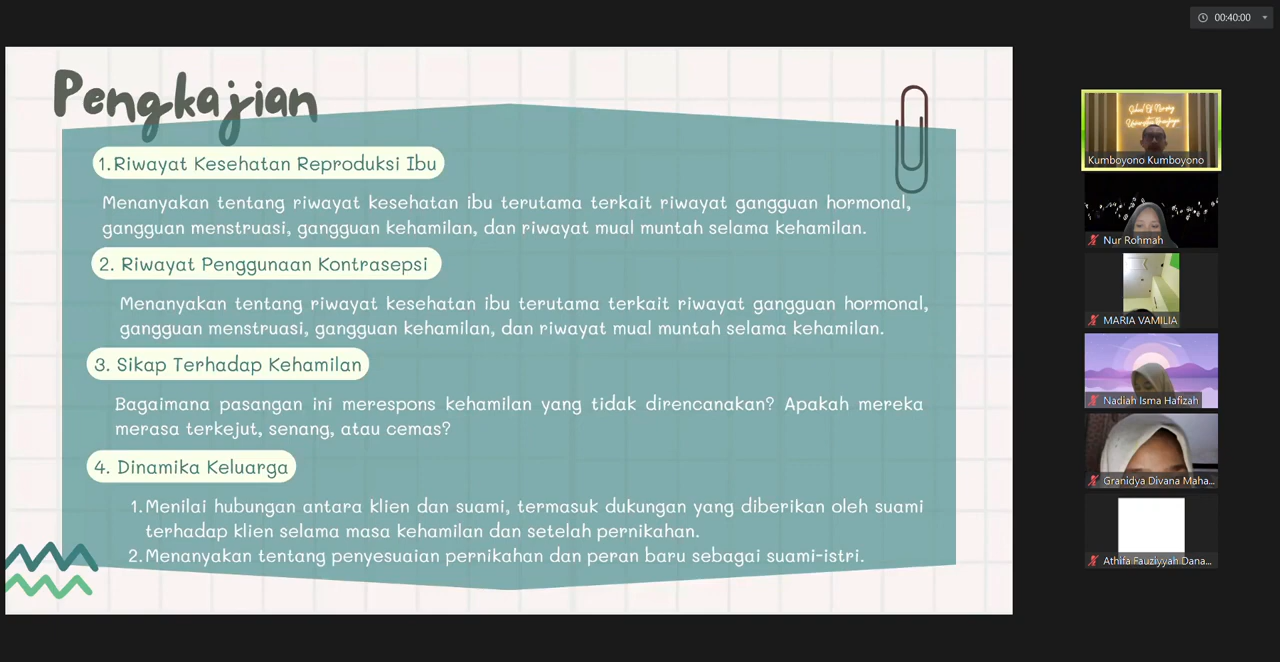 00:40:00
Pengkajian
1.Riwayat Kesehatan Reproduksi Ibu
Menanyakan tentang riwayat kesehatan ibu terutama terkait riwayat gangguan hormonal,
gangguan menstruasi, gangguan kehamilan, dan riwayat mual muntah selama kehamilan.
2. Riwayat Penggunaan Kontrasepsi
Menanyakan tentang riwayat kesehatan ibu terutama terkait riwayat gangguan hormonal,
gangguan menstruasi, gangguan kehamilan, dan riwayat mual muntah selama kehamilan.
3. Sikap Terhadap Kehamilan
Bagaimana pasangan ini merespons kehamilan yang tidak direncanakan? Apakah mereka
merasa terkejut, senang, atau cemas?
4. Dinamika Keluarga
1. Menilai hubungan antara klien dan suami, termasuk dukungan yang diberikan oleh suami
terhadap klien selama masa kehamilan dan setelah pernikahan.
2. Menanyakan tentang penyesuaian pernikahan dan peran baru sebagai suami-istri.
School Of Nursing
Kumboyono Kumboyono
Nur Rohmah
MARIA VAMILIA
Nadiah Isma Hafizah
Granidya Divana Maha...
Athifa Fauziyyah Dana...